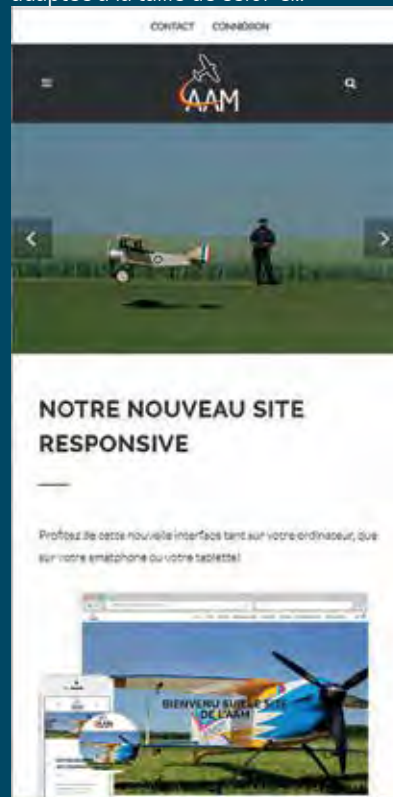 CONTACT CONNEXION
AAM
NOTRE NOUVEAU SITE
RESPONSIVE
Profitez de cette nouvelle interface tant sur votre ordinateur, que
sur votre smatphone ou votre tablette!
BIENVENU SUR LE SITE
DE L'AAM